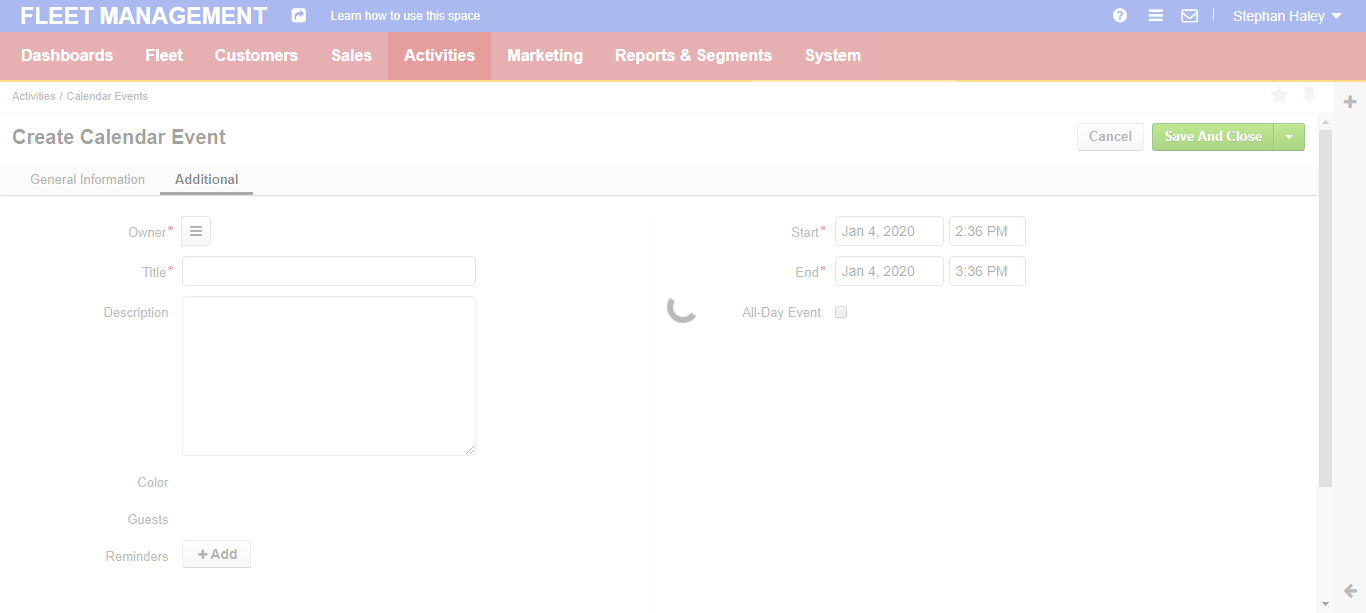 FLEET MANAGEMENT Learn how to use this space Stephan Haley
Dashboards Fleet Customers Sales Activities Marketing Reports & Segments System
Activities / Calendar Events
Create Calendar Event Cancel Save And Close
General Information Additional
Owner* Start* Jan 4, 2020 2:36 PM
Title* End* Jan 4, 2020 3:36 PM
Description All-Day Event
Color
Guests
Reminders + Add